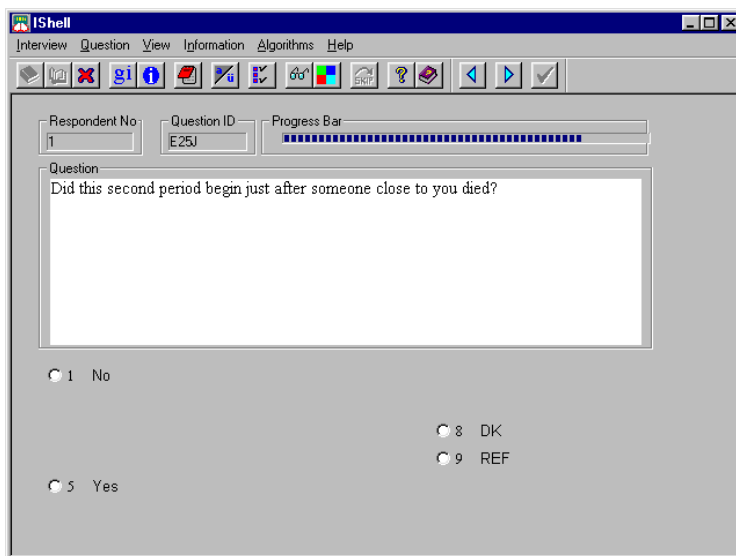 IShell
Interview Question View Information Algorithms Help
gi i a/ü SKIP ?
Respondent No Question ID Progress Bar
1 E25J
Question
Did this second period begin just after someone close to you died?
1 No
8 DK
9 REF
5 Yes